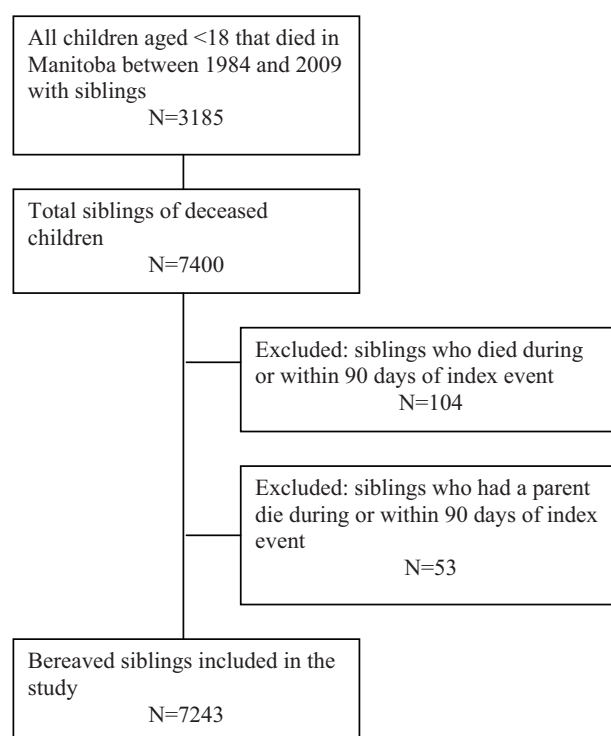 All children aged <18 that died in
Manitoba between 1984 and 2009
with siblings
N=3185
Total siblings of deceased
children
N=7400
Excluded: siblings who died during
or within 90 days of index event
N=104
Excluded: siblings who had a parent
die during or within 90 days of index
event
N=53
Bereaved siblings included in the
study
N=7243